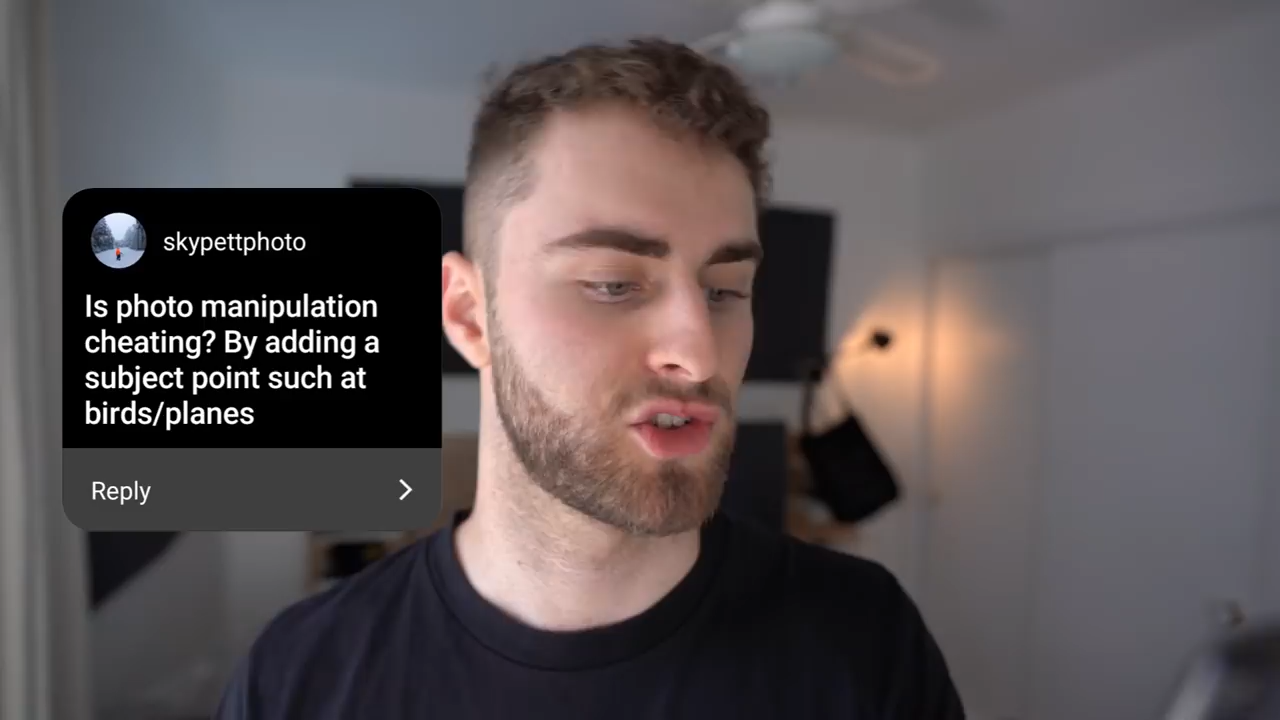 skypettphoto
Is photo manipulation
cheating? By adding a
subject point such at
birds/planes
Reply